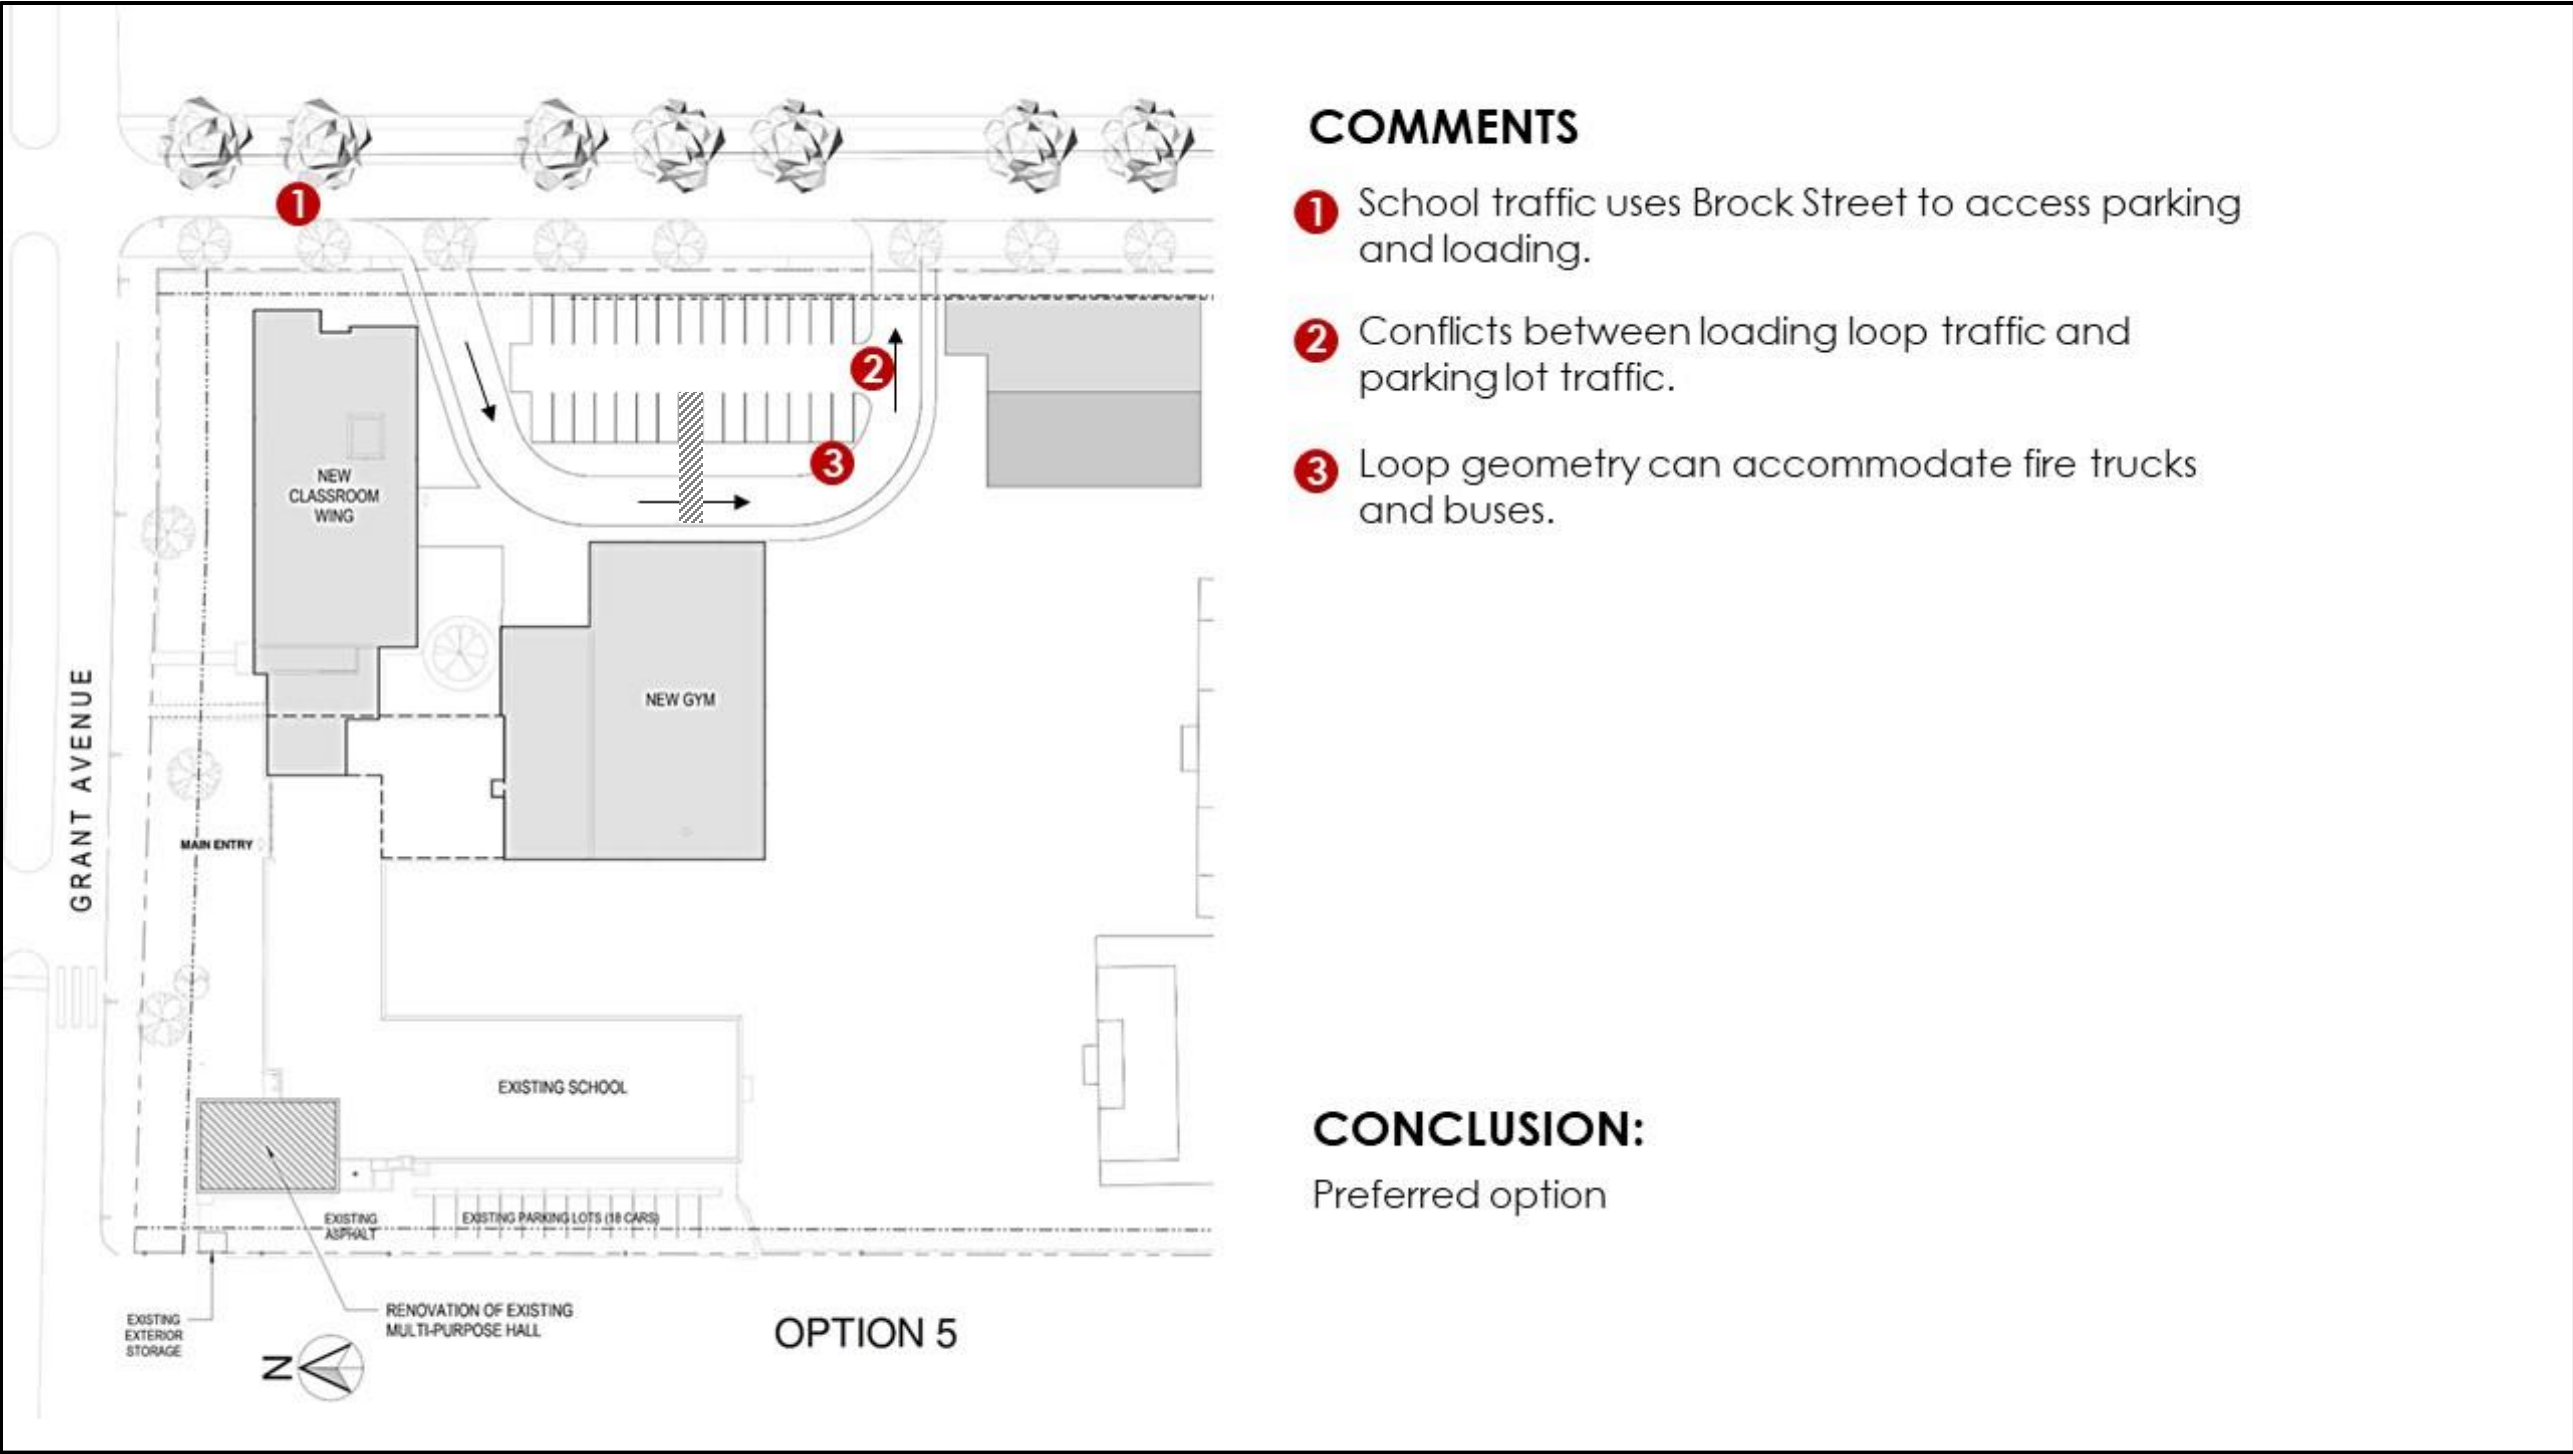 COMMENTS
1 School traffic uses Brock Street to access parking
and loading.
2 Conflicts between loading loop traffic and
parking lot traffic.
3 Loop geometry can accommodate fire trucks
and buses.
CONCLUSION:
Preferred option
1
2
3
NEW
CLASSROOM
WING
NEW GYM
GRANT AVENUE
MAIN ENTRY
EXISTING SCHOOL
EXISTING
ASPHALT
EXISTING PARKING LOTS (18 CARS)
EXISTING
EXTERIOR
STORAGE
RENOVATION OF EXISTING
MULTI-PURPOSE HALL
N
OPTION 5